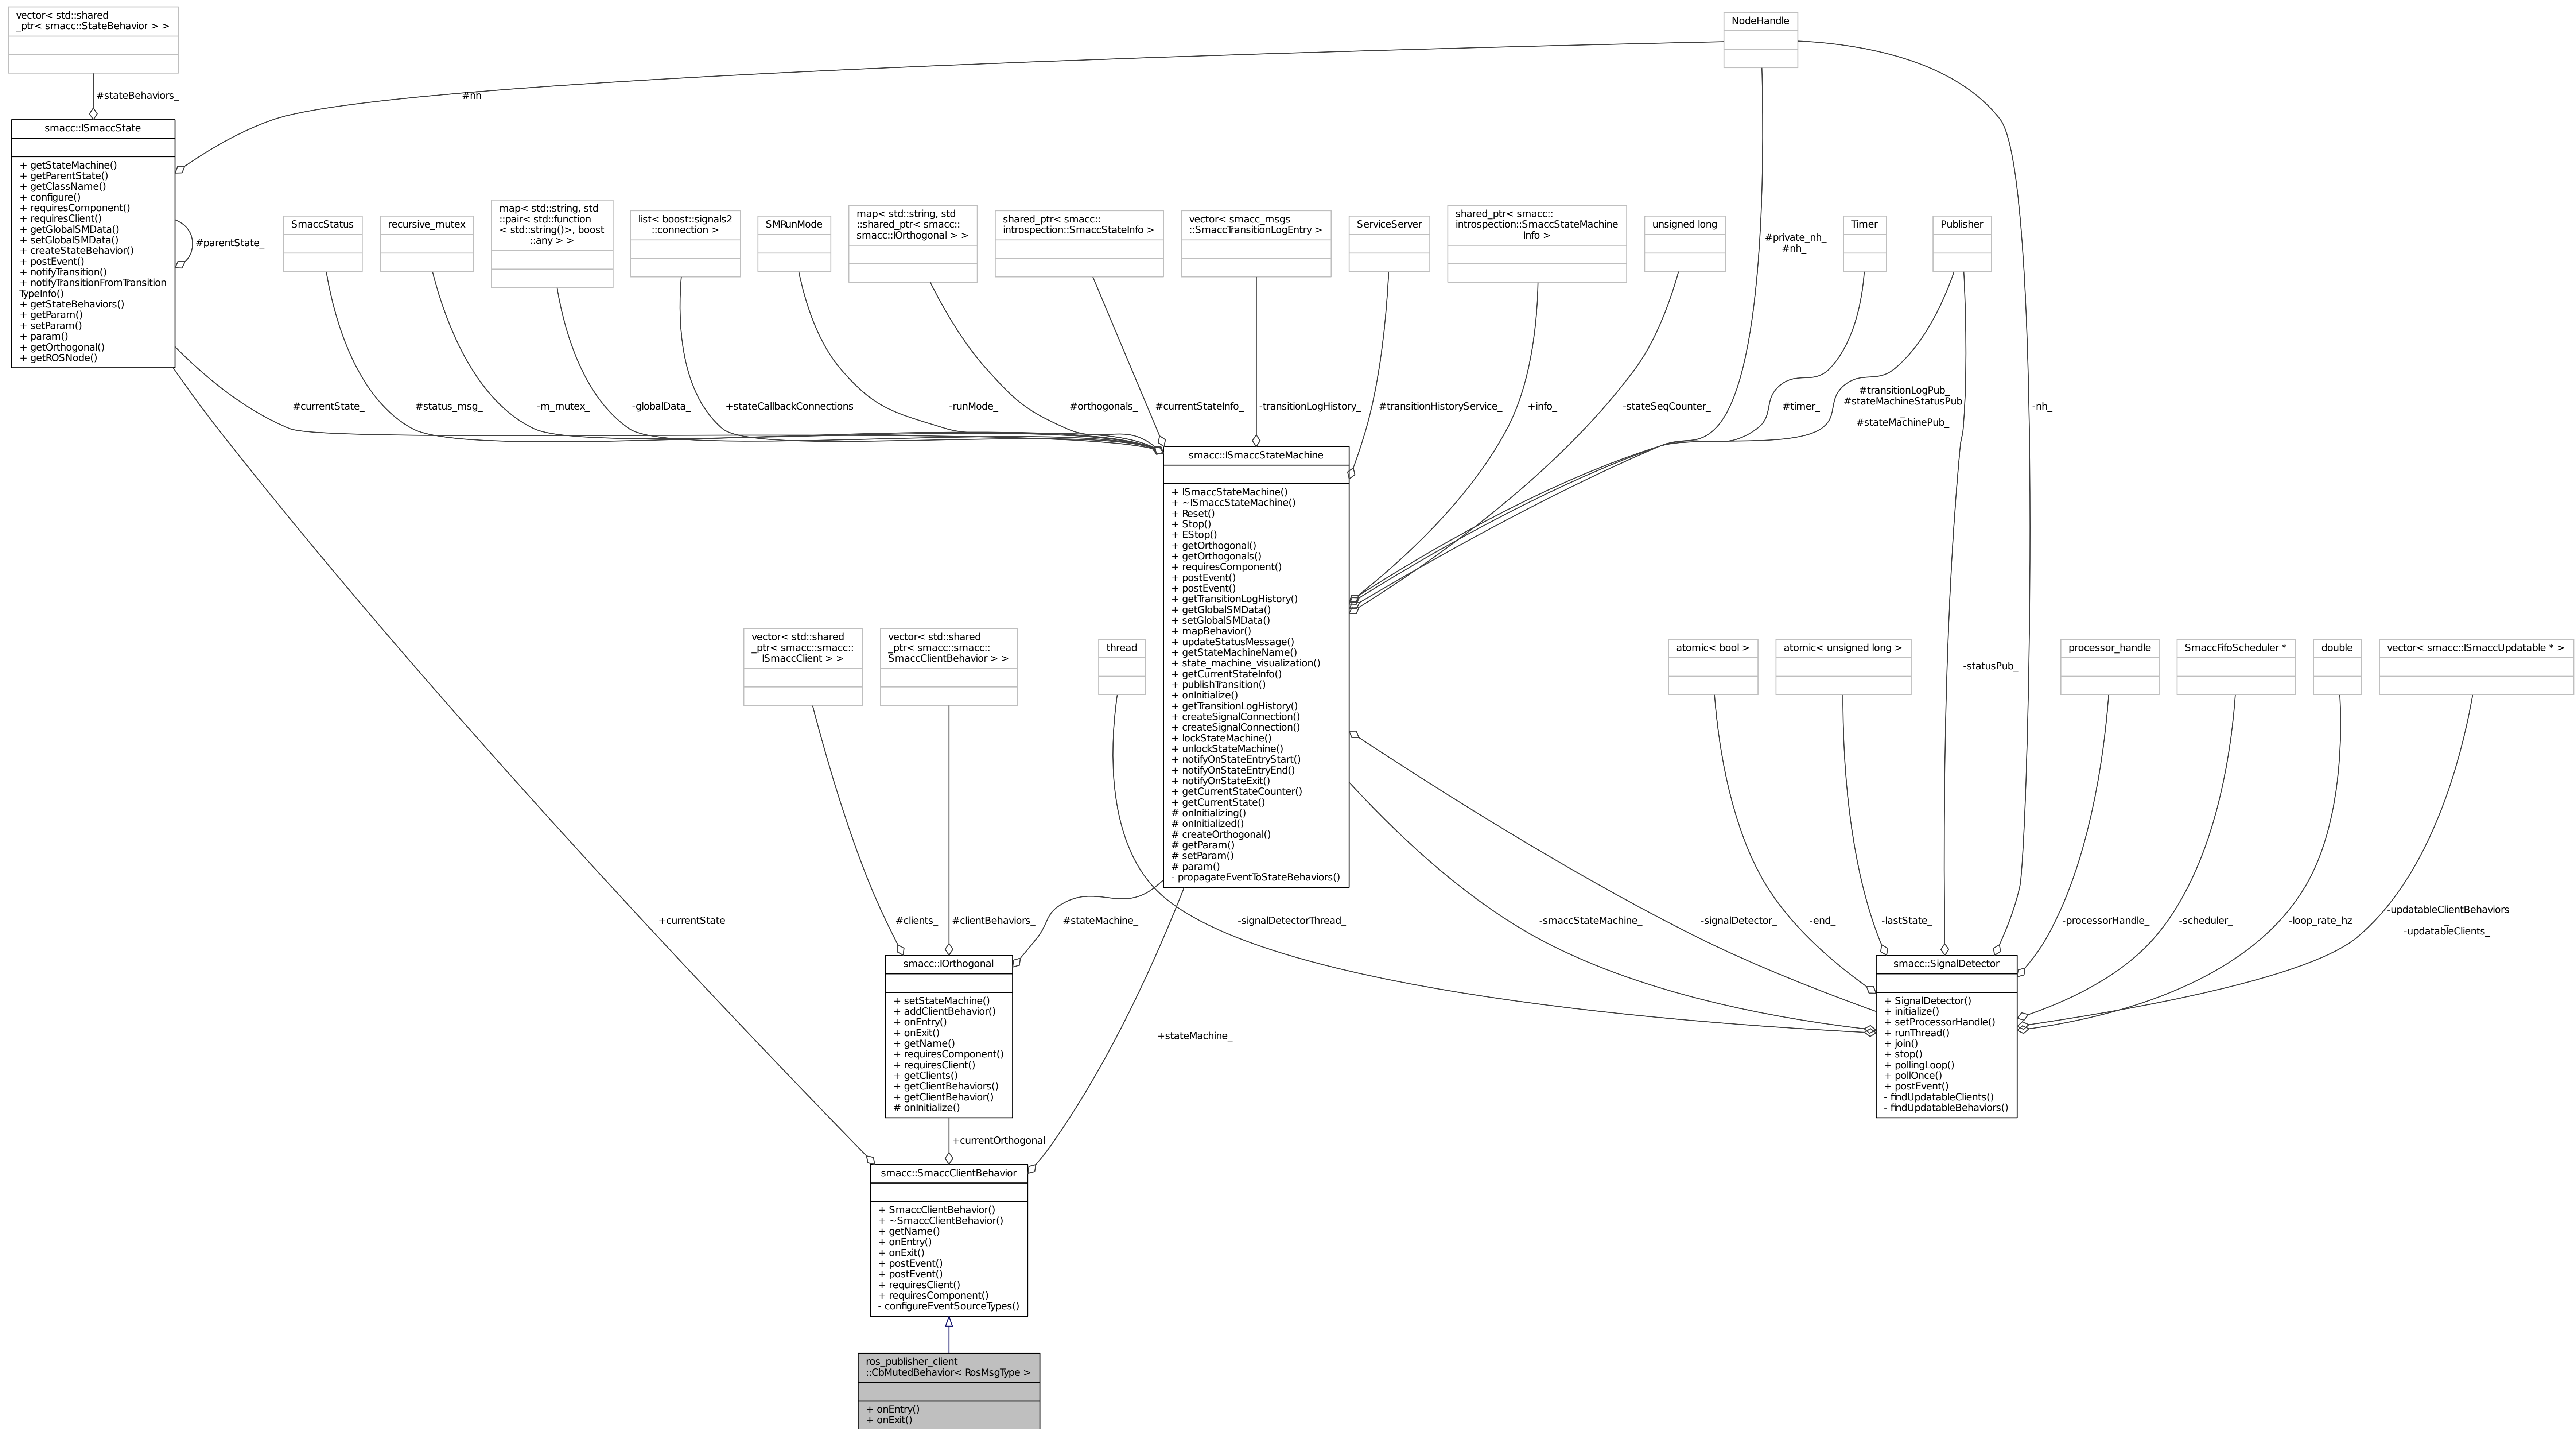 vector< std::shared
_ptr< smacc::StateBehavior > >
NodeHandle
#stateBehaviors_
#nh
smacc::ISmaccState
+ getStateMachine()
+ getParentState()
+ getClassName()
+ configure()
+ requiresComponent()
+ requiresClient()
+ getGlobalSMData()
+ setGlobalSMData()
+ createStateBehavior()
+ postEvent()
+ notifyTransition()
+ notifyTransitionFromTransition
TypeInfo()
+ getStateBehaviors()
+ getParam()
+ setParam()
+ param()
+ getOrthogonal()
+ getROSNode()
#parentState_
SmaccStatus
recursive_mutex
map< std::string, std
::pair< std::function
< std::string()>, boost
::any > >
list< boost::signals2
::connection >
SMRunMode
map< std::string, std
::shared_ptr< smacc::
smacc::IOrthogonal > >
shared_ptr< smacc::
introspection::SmaccStateInfo >
vector< smacc_msgs
::SmaccTransitionLogEntry >
ServiceServer
shared_ptr< smacc::
introspection::SmaccStateMachine
Info >
unsigned long
#private_nh_
#nh_
Timer
Publisher
#currentState_
#status_msg_
-m_mutex_
-globalData_
+stateCallbackConnections
-runMode_
#orthogonals_
#currentStateInfo_
-transitionLogHistory_
#transitionHistoryService_
+info_
-stateSeqCounter_
#timer_
#transitionLogPub_
#stateMachineStatusPub
_
#stateMachinePub_
-nh_
smacc::ISmaccStateMachine
+ ISmaccStateMachine()
+ ~ISmaccStateMachine()
+ Reset()
+ Stop()
+ EStop()
+ getOrthogonal()
+ getOrthogonals()
+ requiresComponent()
+ postEvent()
+ postEvent()
+ getTransitionLogHistory()
+ getGlobalSMData()
+ setGlobalSMData()
+ mapBehavior()
+ updateStatusMessage()
+ getStateMachineName()
+ state_machine_visualization()
+ getCurrentStateInfo()
+ publishTransition()
+ onInitialize()
+ getTransitionLogHistory()
+ createSignalConnection()
+ createSignalConnection()
+ lockStateMachine()
+ unlockStateMachine()
+ notifyOnStateEntryStart()
+ notifyOnStateEntryEnd()
+ notifyOnStateExit()
+ getCurrentStateCounter()
+ getCurrentState()
# onInitializing()
# onInitialized()
# createOrthogonal()
# getParam()
# setParam()
# param()
- propagateEventToStateBehaviors()
vector< std::shared
_ptr< smacc::smacc::
ISmaccClient > >
vector< std::shared
_ptr< smacc::smacc::
SmaccClientBehavior > >
thread
atomic< bool >
atomic< unsigned long >
-statusPub_
processor_handle
SmaccFifoScheduler *
double
vector< smacc::ISmaccUpdatable * >
+currentState
#clients_
#clientBehaviors_
#stateMachine_
-signalDetectorThread_
-smaccStateMachine_
-signalDetector_
-end_
-lastState_
-processorHandle_
-scheduler_
-loop_rate_hz
-updatableClientBehaviors
_
-updatableClients_
smacc::IOrthogonal
+ setStateMachine()
+ addClientBehavior()
+ onEntry()
+ onExit()
+ getName()
+ requiresComponent()
+ requiresClient()
+ getClients()
+ getClientBehaviors()
+ getClientBehavior()
# onInitialize()
+stateMachine_
smacc::SignalDetector
+ SignalDetector()
+ initialize()
+ setProcessorHandle()
+ runThread()
+ join()
+ stop()
+ pollingLoop()
+ pollOnce()
+ postEvent()
- findUpdatableClients()
- findUpdatableBehaviors()
+currentOrthogonal
smacc::SmaccClientBehavior
+ SmaccClientBehavior()
+ ~SmaccClientBehavior()
+ getName()
+ onEntry()
+ onExit()
+ postEvent()
+ postEvent()
+ requiresClient()
+ requiresComponent()
- configureEventSourceTypes()
ros_publisher_client
::CbMutedBehavior< RosMsgType >
+ onEntry()
+ onExit()